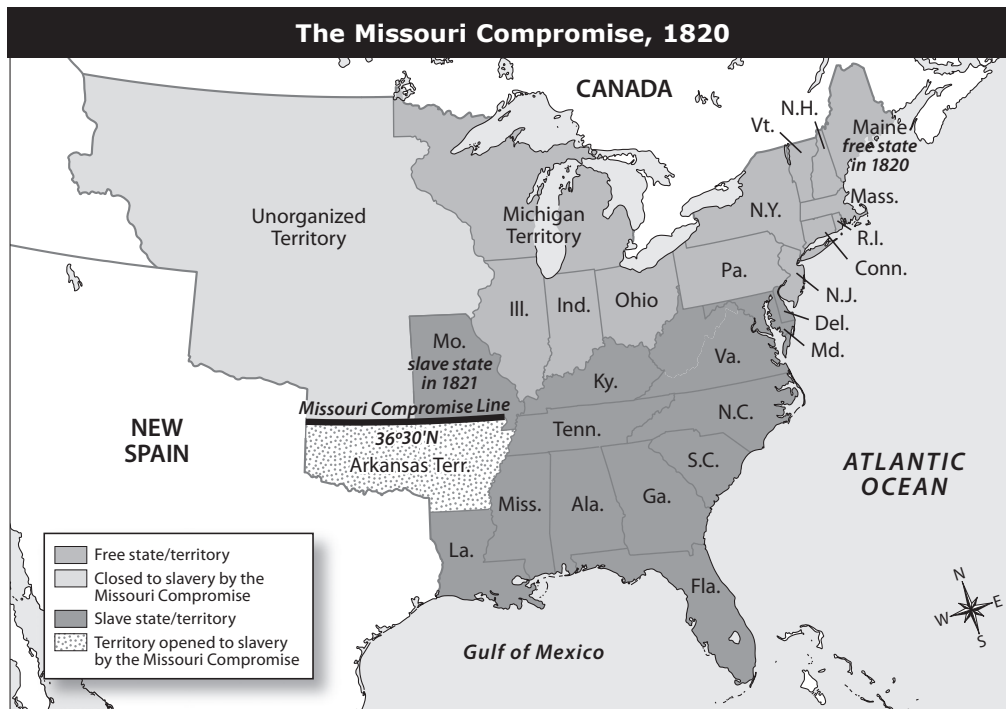 The Missouri Compromise, 1820
CANADA
N.H.
Vt.
Maine
free state
in 1820
Mass.
N.Y.
R.I.
Conn.
Unorganized
Territory
Michigan
Territory
Pa.
N.J.
Ill.
Ind.
Ohio
Del.
Md.
Mo.
slave state
in 1821
Va.
Ky.
Missouri Compromise Line
36º30'N
N.C.
NEW
SPAIN
Tenn.
Arkansas Terr.
S.C.
ATLANTIC
OCEAN
Miss.
Ala.
Ga.
La.
Fla.
Free state/territory
Closed to slavery by the
Missouri Compromise
Slave state/territory
Territory opened to slavery
by the Missouri Compromise
Gulf of Mexico
N
W
E
S